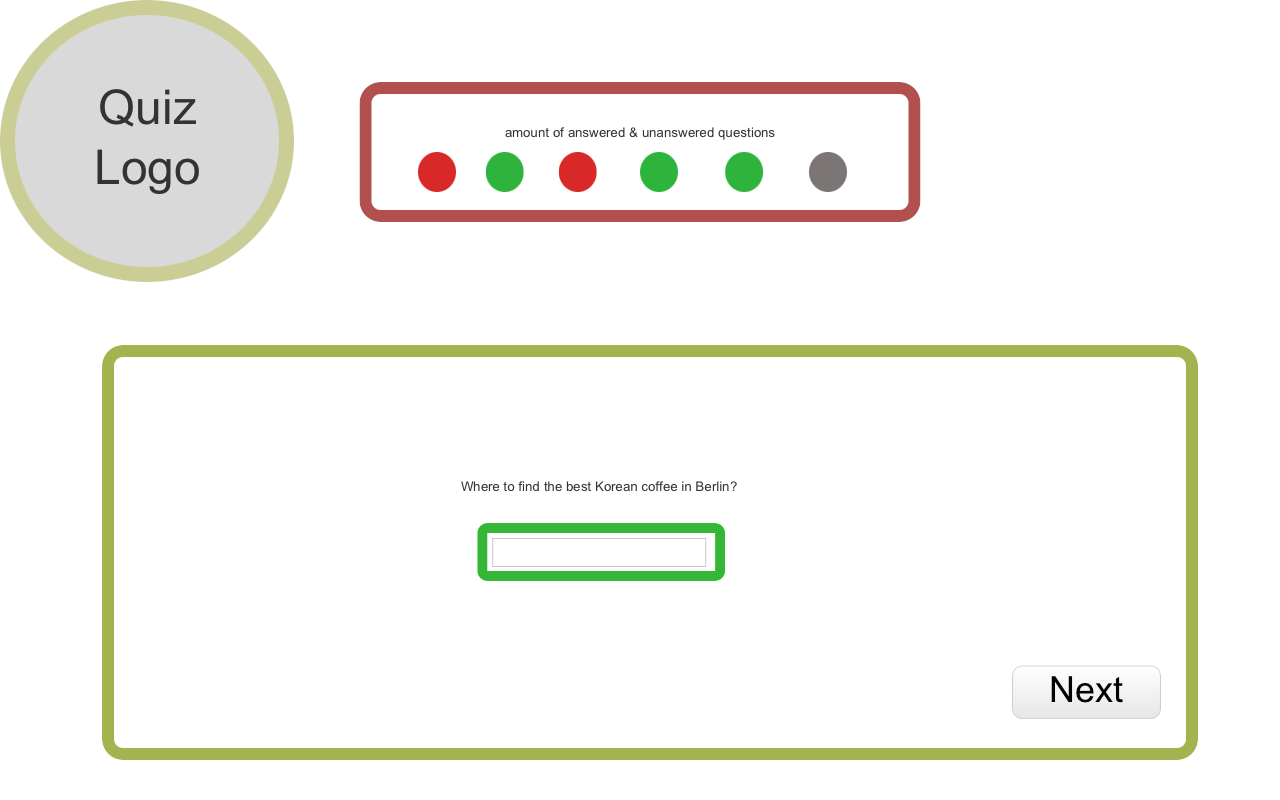 Quiz
Logo
amount of answered & unanswered questions
Where to find the best Korean coffee in Berlin?
Next